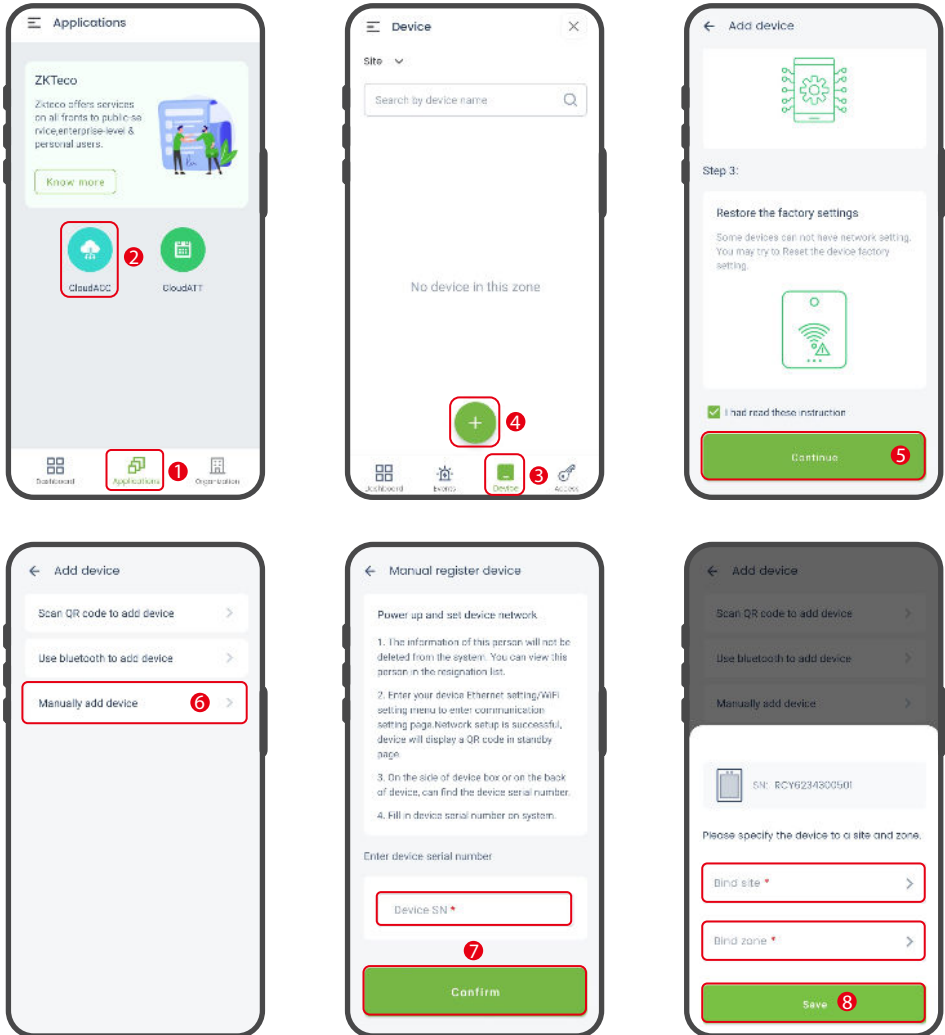 Applications
ZKTeco
Zkteco offers services
on all fronts to public-se
rvice,enterprise-level &
personal users.
Know more
2
CloudACC
CloudATT
Dashboard
Applications
1
Organization
Device
Site
Search by device name
No device in this zone
+
4
Dashboard
Events
Device
3
Access
Add device
Step 3:
Restore the factory settings
Some devices can not have network setting.
You may try to Reset the device factory
setting.
I had read these instruction
Continue
5
Add device
Scan QR code to add device
Use bluetooth to add device
Manually add device
6
Manual register device
Power up and set device network
1. The information of this person will not be
deleted from the system. You can view this
person in the resignation list.
2. Enter your device Ethernet setting/WiFi
setting menu to enter communication
setting page.Network setup is successful,
device will display a QR code in standby
page.
3. On the side of device box or on the back
of device, can find the device serial number.
4. Fill in device serial number on system.
Enter device serial number
Device SN *
7
Confirm
Add device
Scan QR code to add device
Use bluetooth to add device
Manually add device
SN: RCY6234300501
Please specify the device to a site and zone.
Bind site *
Bind zone *
Save
8